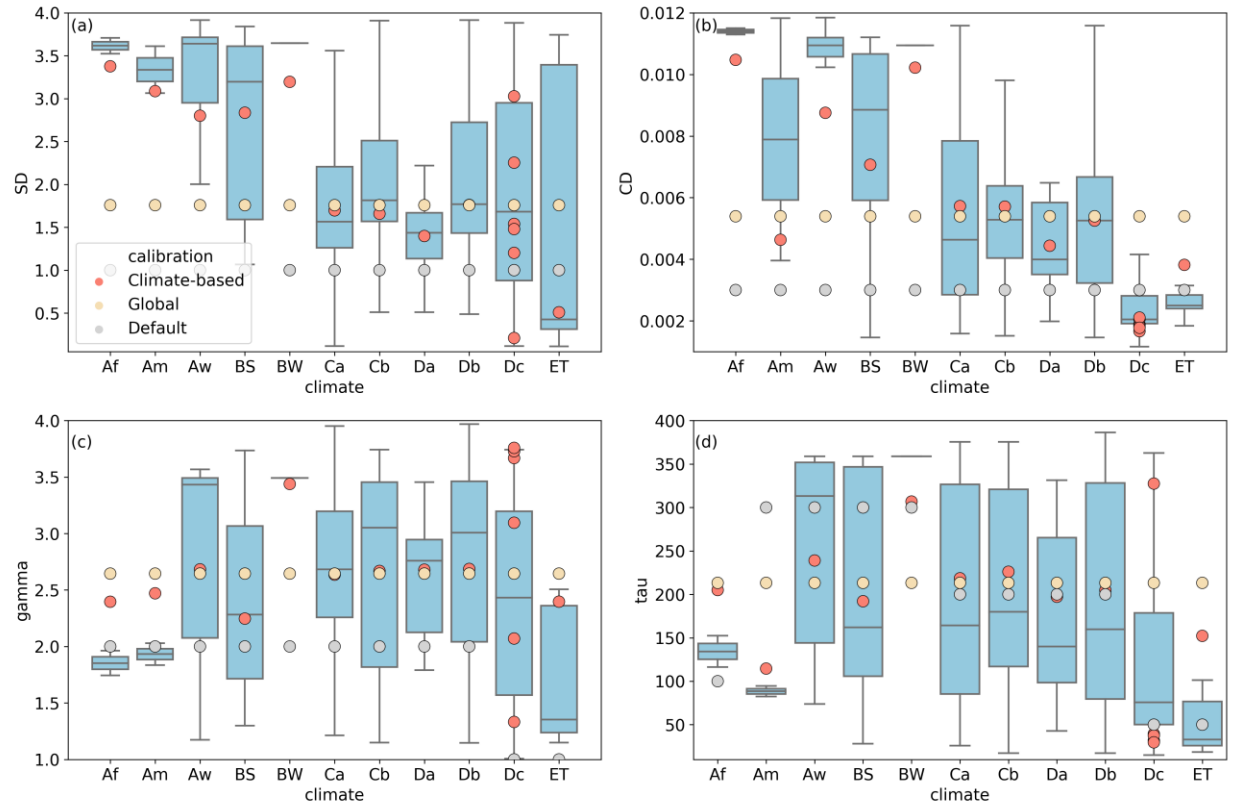 (a)
SD
4.0
3.5
3.0
2.5
2.0
1.5
1.0
0.5
calibration
Climate-based
Global
Default
Af Am Aw BS BW Ca Cb Da Db Dc ET
climate
(b)
CD
0.012
0.010
0.008
0.006
0.004
0.002
Af Am Aw BS BW Ca Cb Da Db Dc ET
climate
(c)
gamma
4.0
3.5
3.0
2.5
2.0
1.5
1.0
Af Am Aw BS BW Ca Cb Da Db Dc ET
climate
(d)
tau
400
350
300
250
200
150
100
50
Af Am Aw BS BW Ca Cb Da Db Dc ET
climate